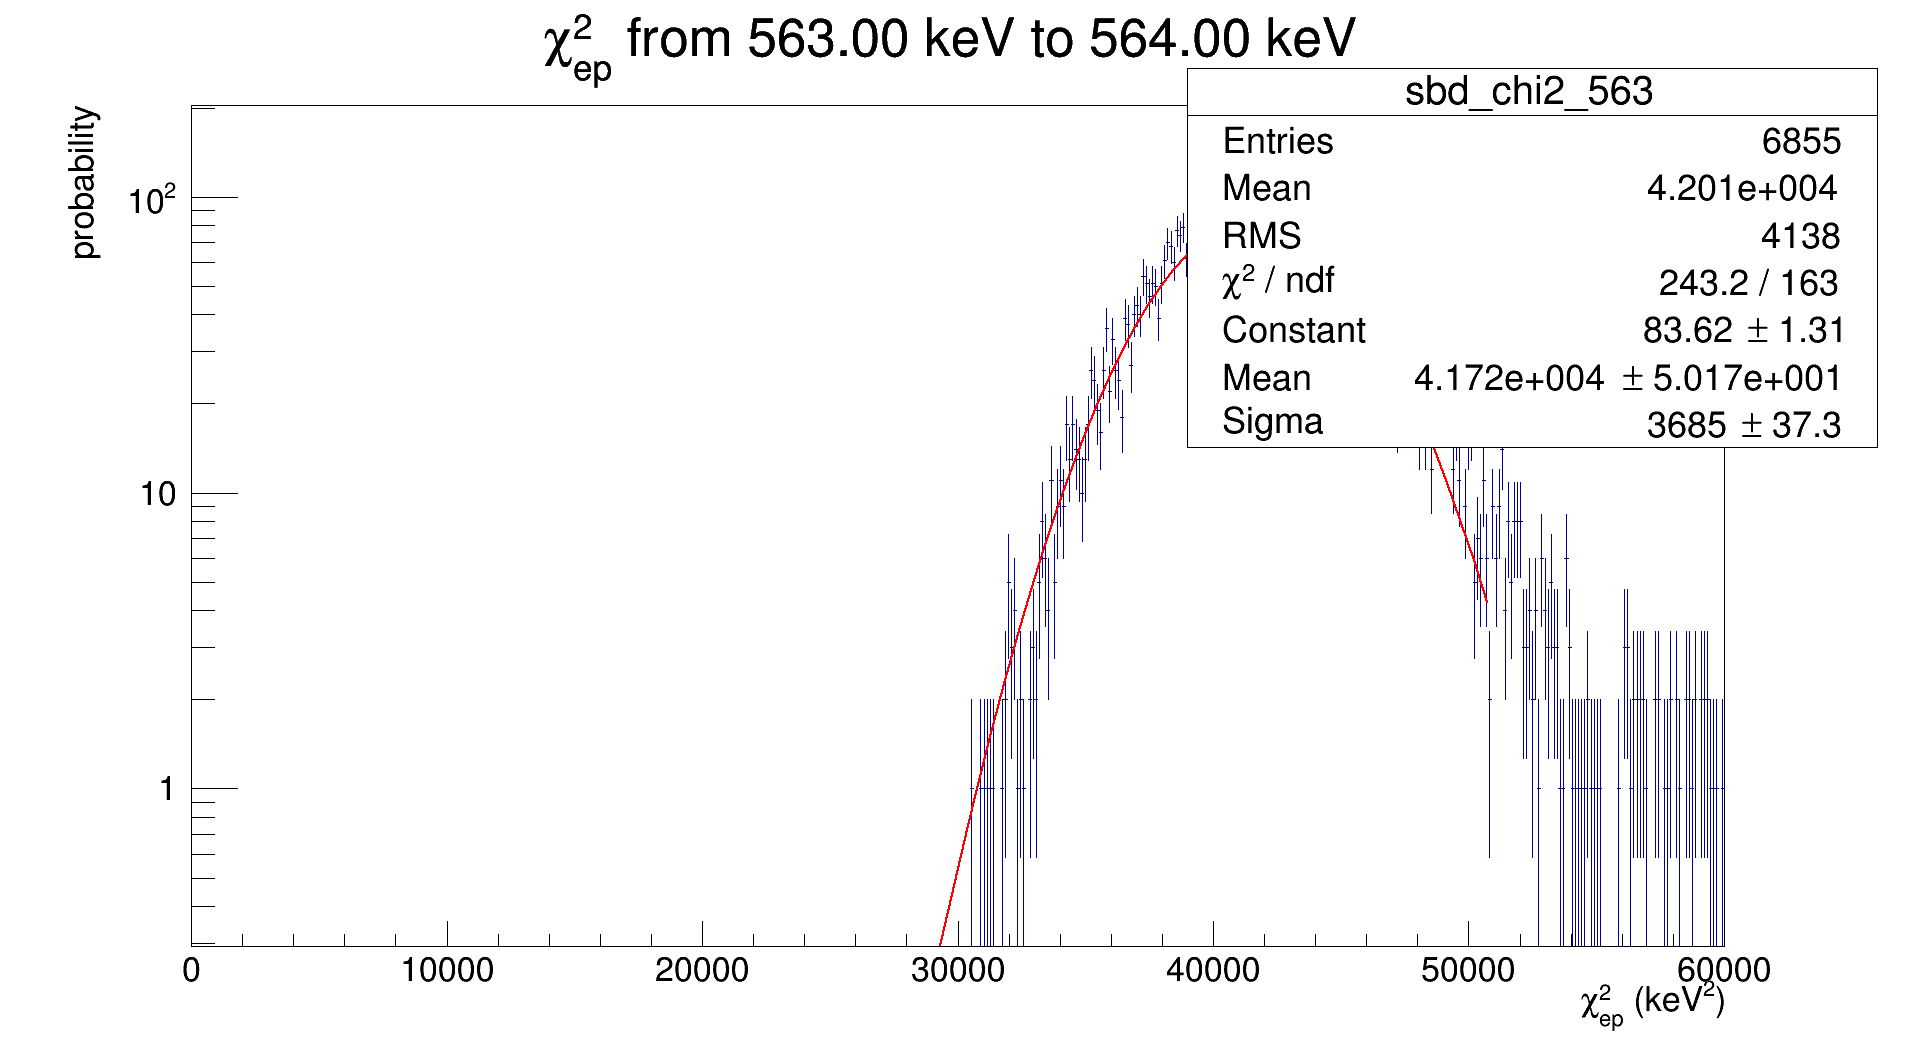 χ²ep from 563.00 keV to 564.00 keV
sbd_chi2_563
Entries 6855
Mean 4.201e+004
RMS 4138
χ² / ndf 243.2 / 163
Constant 83.62 ± 1.31
Mean 4.172e+004 ± 5.017e+001
Sigma 3685 ± 37.3
probability
10²
10
1
0 10000 20000 30000 40000 50000 60000
χ²ep (keV²)